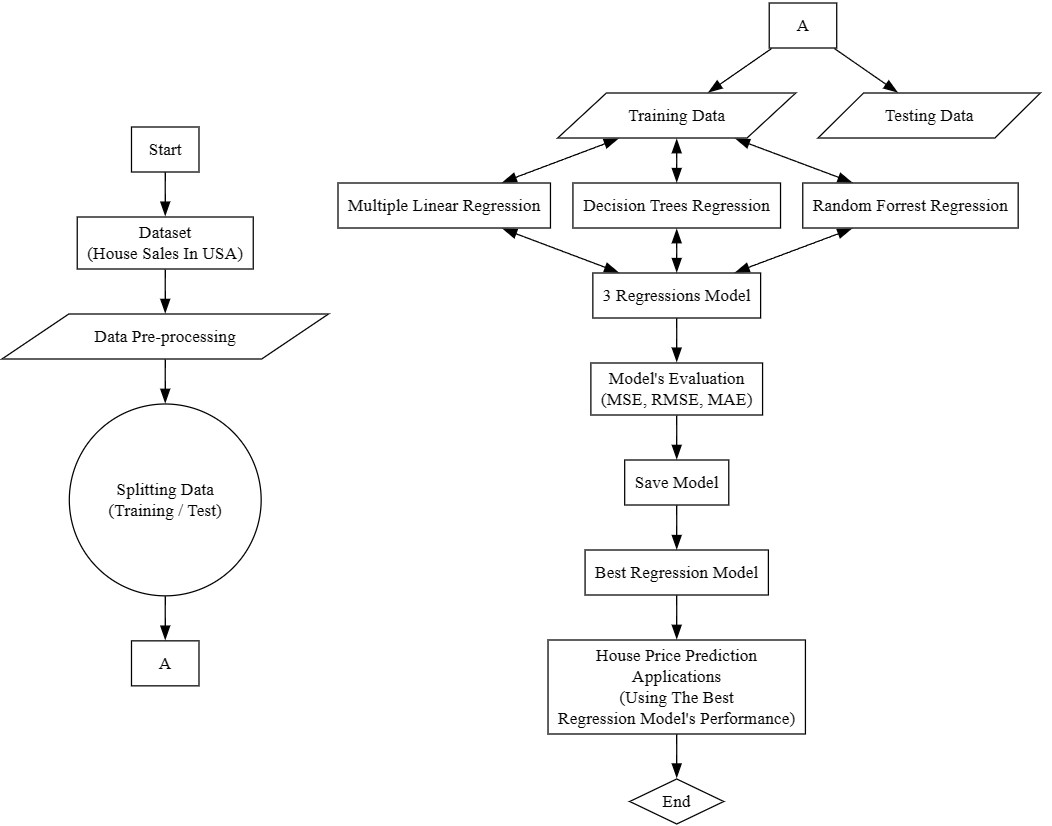 Start
Dataset
(House Sales In USA)
Data Pre-processing
Splitting Data
(Training / Test)
A
A
Training Data
Testing Data
Multiple Linear Regression
Decision Trees Regression
Random Forrest Regression
3 Regressions Model
Model's Evaluation
(MSE, RMSE, MAE)
Save Model
Best Regression Model
House Price Prediction
Applications
(Using The Best
Regression Model's Performance)
End